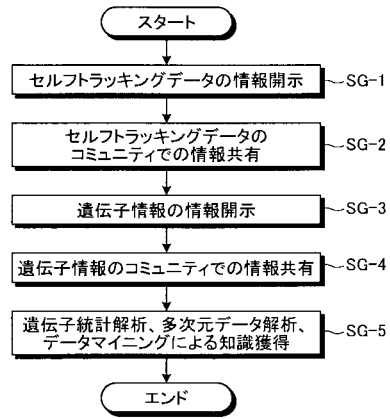 スタート
セルフトラッキングデータの情報開示 SG-1
セルフトラッキングデータの
コミュニティでの情報共有 SG-2
遺伝子情報の情報開示 SG-3
遺伝子情報のコミュニティでの情報共有 SG-4
遺伝子統計解析、多次元データ解析、
データマイニングによる知識獲得 SG-5
エンド